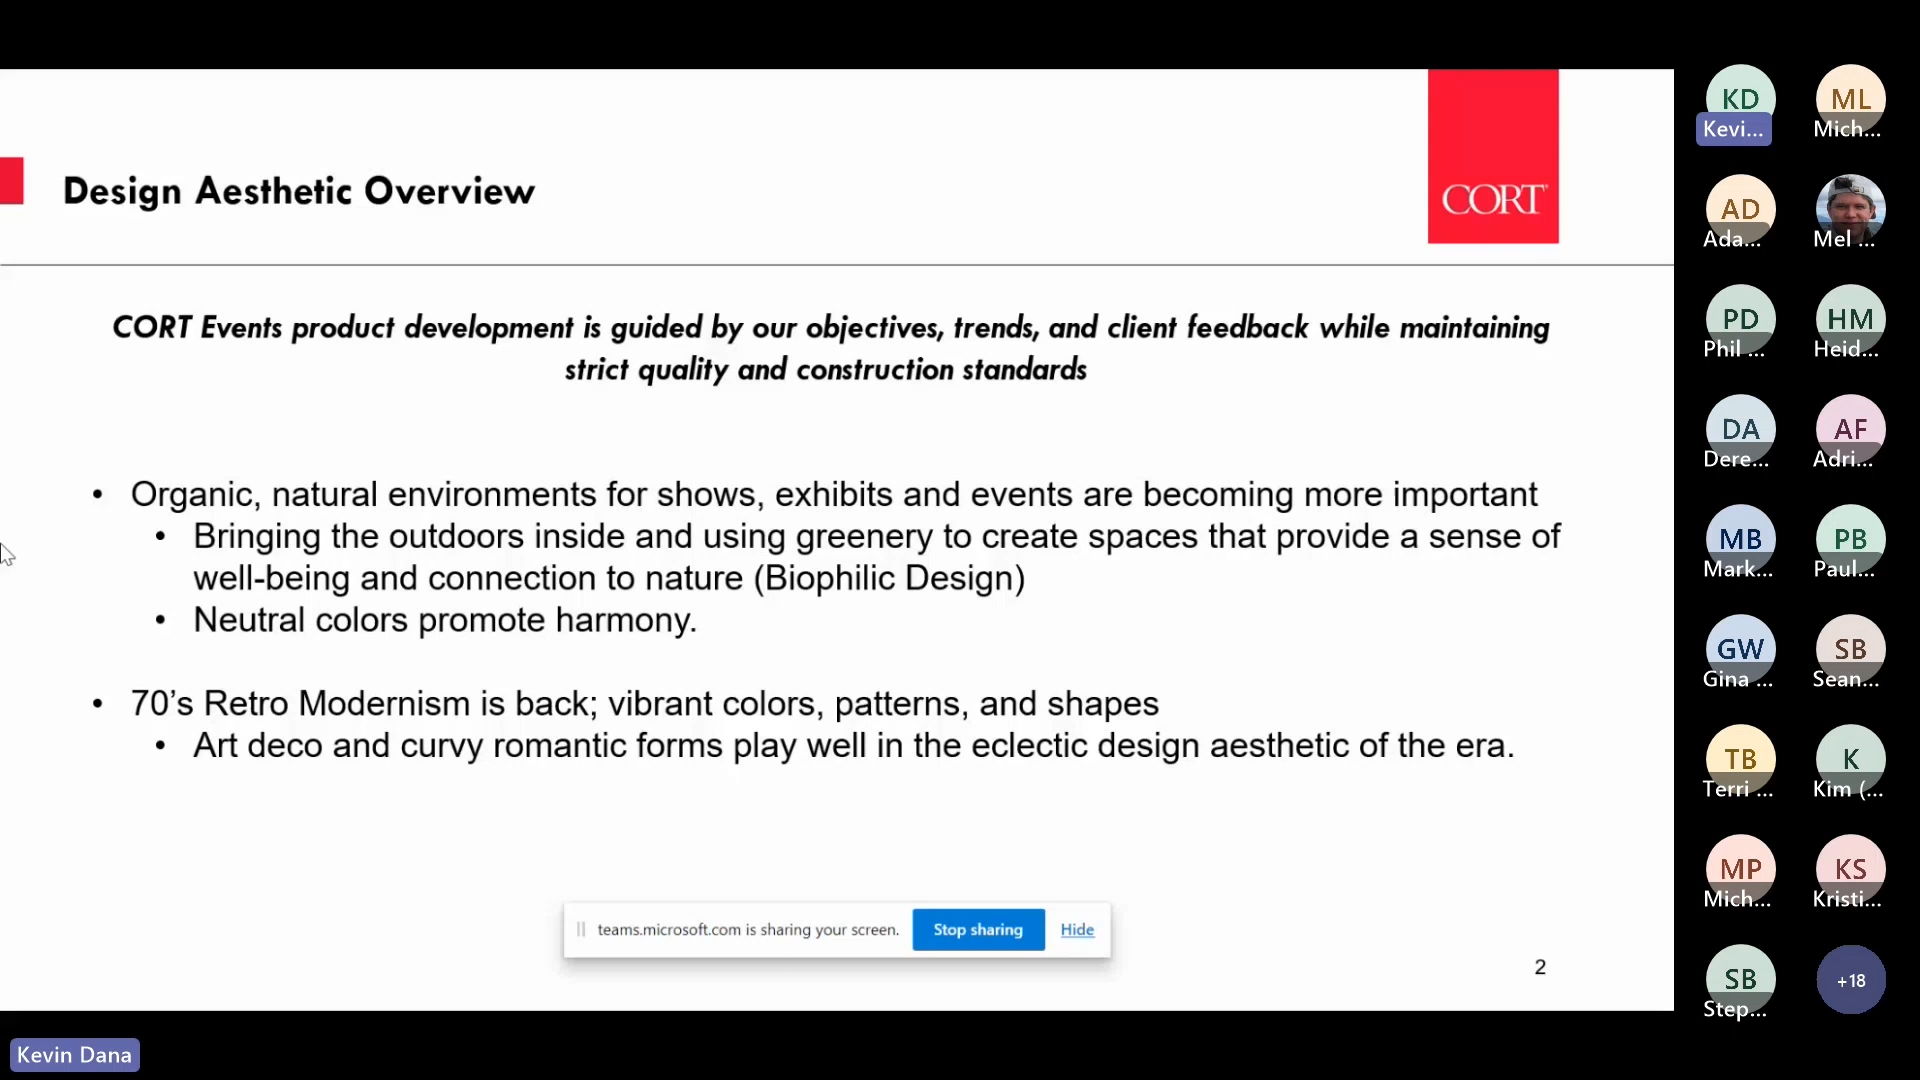 Design Aesthetic Overview
CORT
CORT Events product development is guided by our objectives, trends, and client feedback while maintaining
strict quality and construction standards
• Organic, natural environments for shows, exhibits and events are becoming more important
• Bringing the outdoors inside and using greenery to create spaces that provide a sense of
well-being and connection to nature (Biophilic Design)
• Neutral colors promote harmony.
• 70’s Retro Modernism is back; vibrant colors, patterns, and shapes
• Art deco and curvy romantic forms play well in the eclectic design aesthetic of the era.
teams.microsoft.com is sharing your screen. Stop sharing Hide
2
Kevin Dana
KD ML
Kevi... Mich...
AD
Ada... Mel ...
PD HM
Phil ... Heid...
DA AF
Dere... Adri...
MB PB
Mark... Paul...
GW SB
Gina ... Sean...
TB K
Terri ... Kim (...
MP KS
Mich... Kristi...
SB +18
Step...